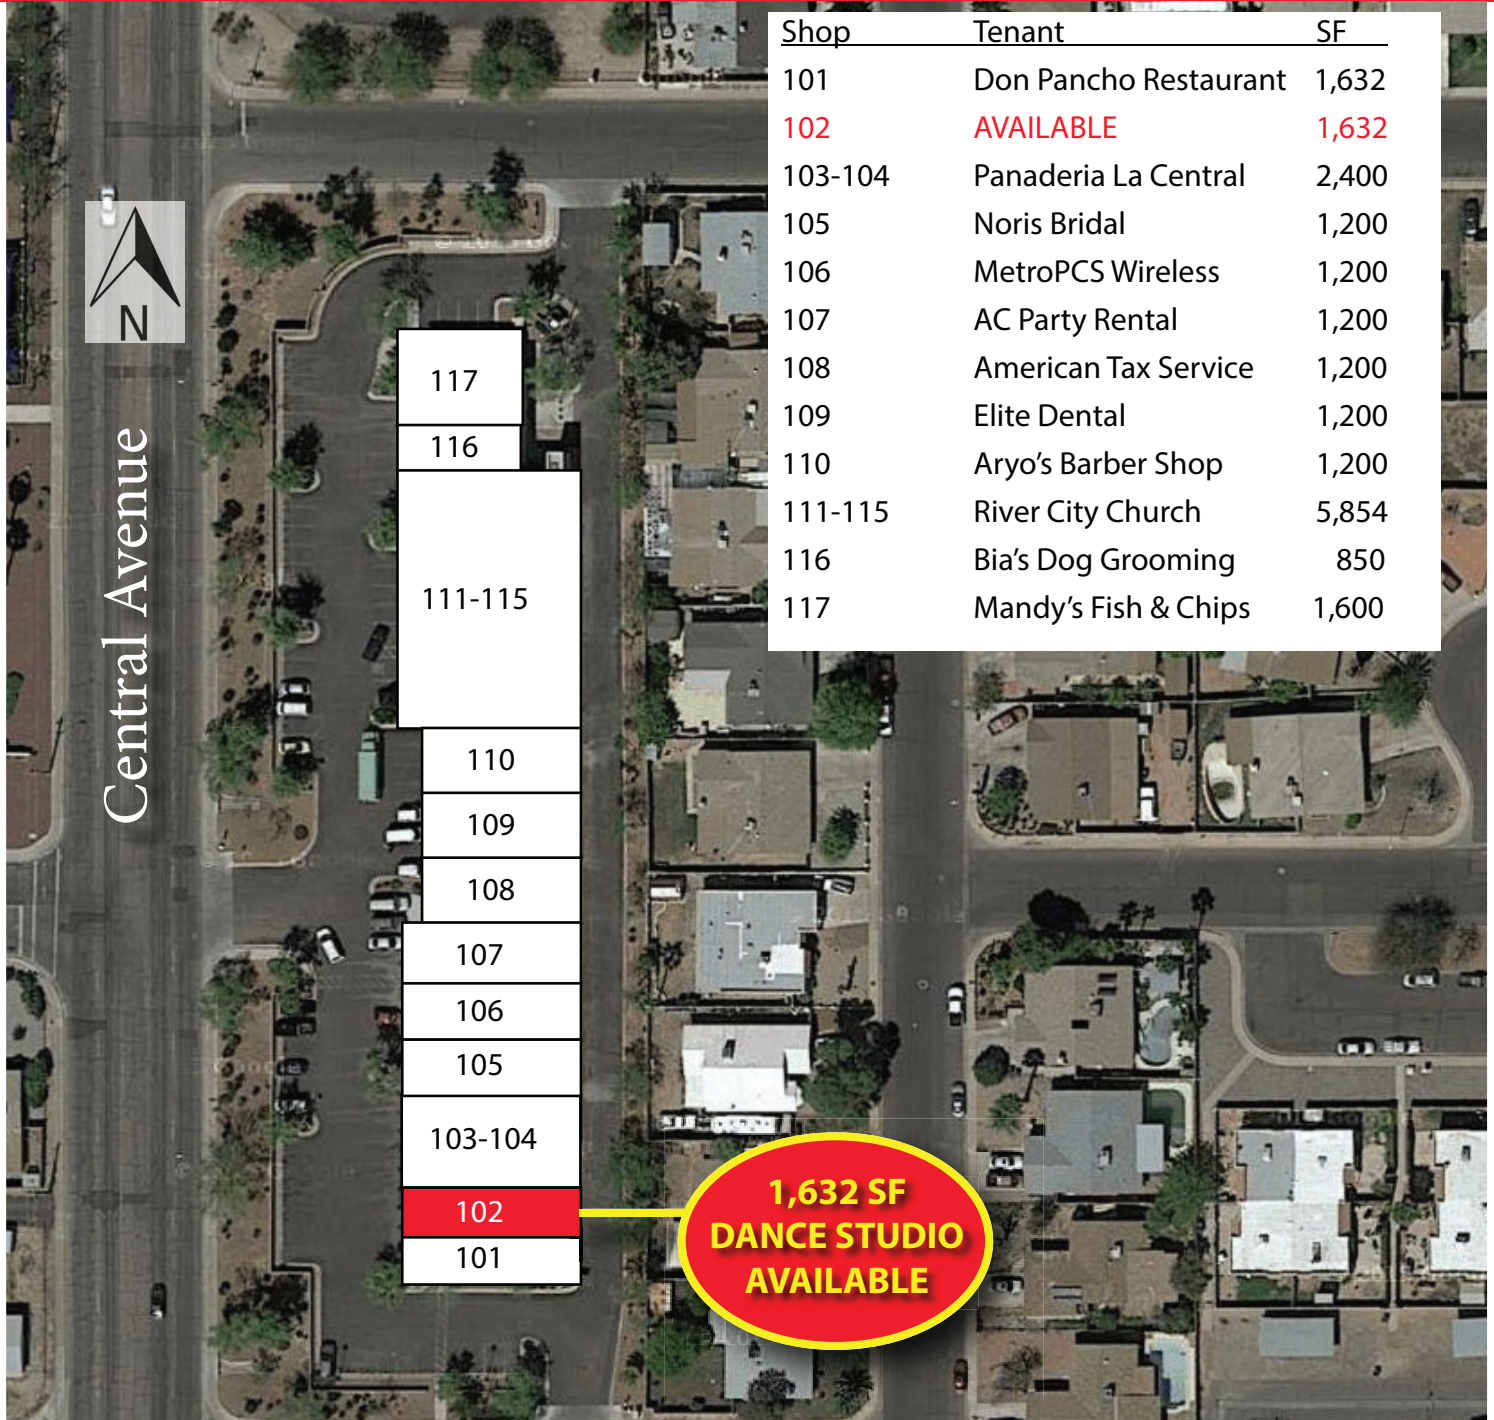 Shop Tenant SF
101 Don Pancho Restaurant 1,632
102 AVAILABLE 1,632
103-104 Panaderia La Central 2,400
105 Noris Bridal 1,200
106 MetroPCS Wireless 1,200
107 AC Party Rental 1,200
108 American Tax Service 1,200
109 Elite Dental 1,200
110 Aryo’s Barber Shop 1,200
111-115 River City Church 5,854
116 Bia’s Dog Grooming 850
117 Mandy’s Fish & Chips 1,600
N
Central Avenue
117
116
111-115
110
109
108
107
106
105
103-104
102
101
1,632 SF
DANCE STUDIO
AVAILABLE